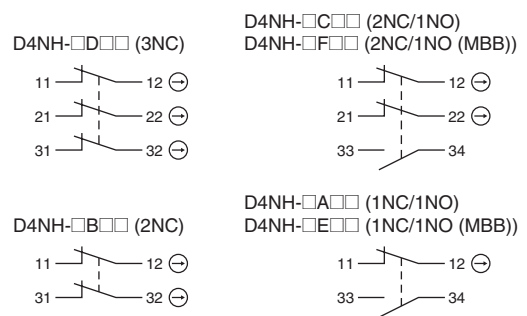 D4NH-□D□□ (3NC)
11 12
21 22
31 32
D4NH-□C□□ (2NC/1NO)
D4NH-□F□□ (2NC/1NO (MBB))
11 12
21 22
33 34
D4NH-□B□□ (2NC)
11 12
31 32
D4NH-□A□□ (1NC/1NO)
D4NH-□E□□ (1NC/1NO (MBB))
11 12
33 34